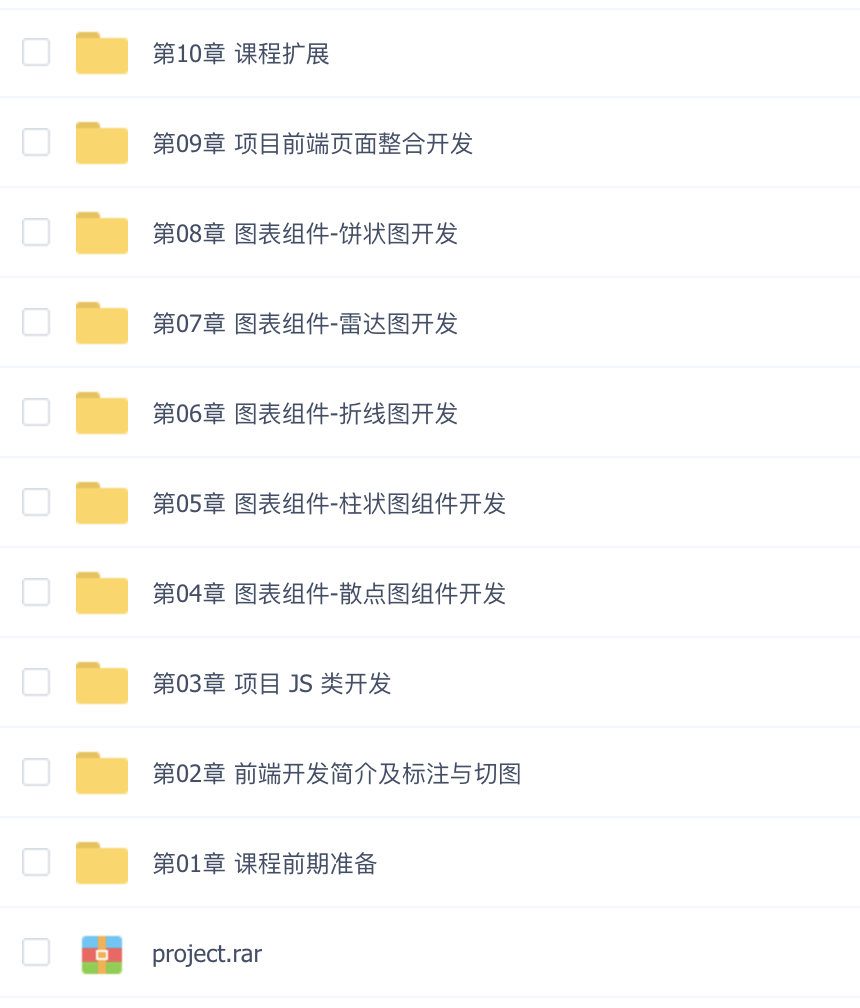 第10章 课程扩展
第09章 项目前端页面整合开发
第08章 图表组件-饼状图开发
第07章 图表组件-雷达图开发
第06章 图表组件-折线图开发
第05章 图表组件-柱状图组件开发
第04章 图表组件-散点图组件开发
第03章 项目 JS 类开发
第02章 前端开发简介及标注与切图
第01章 课程前期准备
project.rar